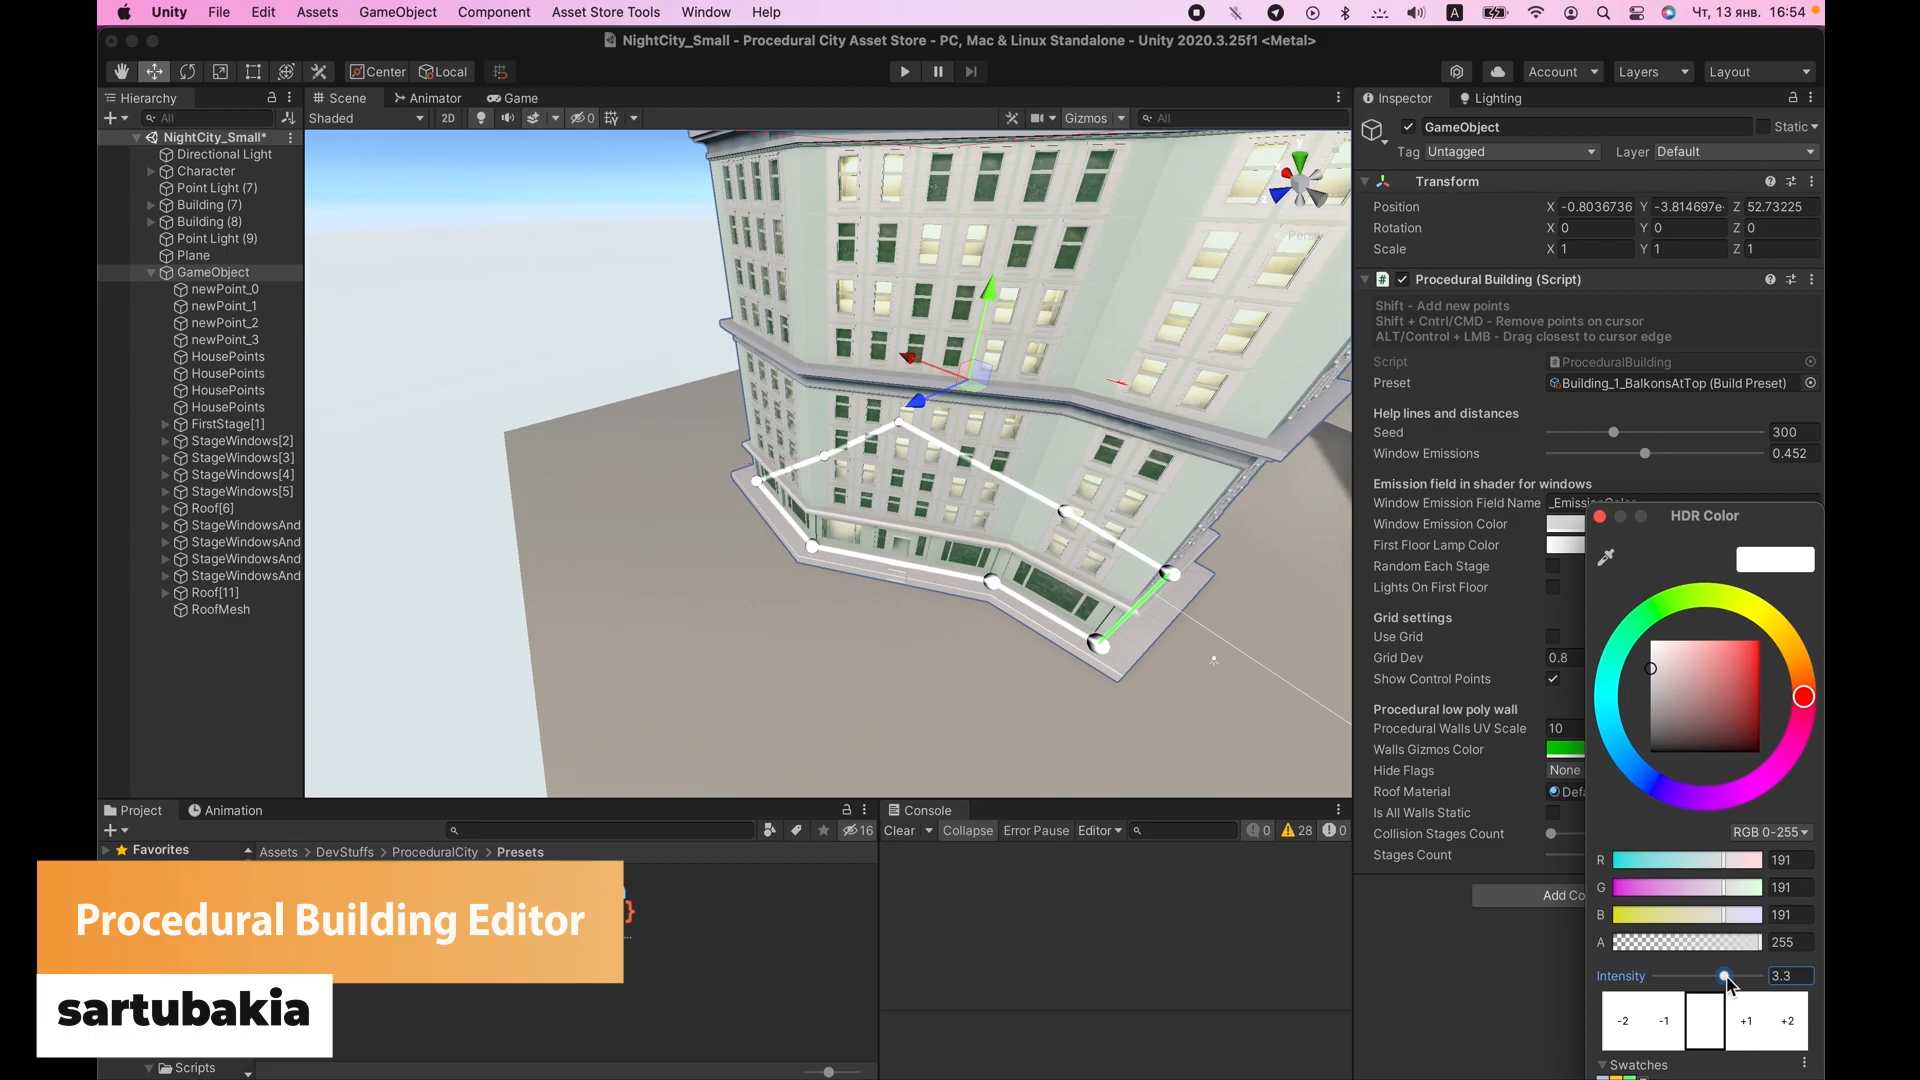 Unity File Edit Assets GameObject Component Asset Store Tools Window Help
A Чт, 13 янв. 16:54
NightCity_Small - Procedural City Asset Store - PC, Mac & Linux Standalone - Unity 2020.3.25f1 <Metal>
Center Local Account Layers Layout
Hierarchy
All
NightCity_Small*
Directional Light
Character
Point Light (7)
Building (7)
Building (8)
Point Light (9)
Plane
GameObject
newPoint_0
newPoint_1
newPoint_2
newPoint_3
HousePoints
HousePoints
HousePoints
HousePoints
FirstStage[1]
StageWindows[2]
StageWindows[3]
StageWindows[4]
StageWindows[5]
Roof[6]
StageWindowsAnd
StageWindowsAnd
StageWindowsAnd
StageWindowsAnd
Roof[11]
RoofMesh
Scene Animator Game
Shaded 2D 0 Gizmos All
y
z
Persp
Inspector Lighting
GameObject Static
Tag Untagged Layer Default
Transform
Position X -0.8036736 Y -3.814697e- Z 52.73225
Rotation X 0 Y 0 Z 0
Scale X 1 Y 1 Z 1
Procedural Building (Script)
Shift - Add new points
Shift + Cntrl/CMD - Remove points on cursor
ALT/Control + LMB - Drag closest to cursor edge
Script ProceduralBuilding
Preset Building_1_BalkonsAtTop (Build Preset)
Help lines and distances
Seed 300
Window Emissions 0.452
Emission field in shader for windows
Window Emission Field Name _EmissionColor
Window Emission Color
First Floor Lamp Color
Random Each Stage
Lights On First Floor
Grid settings
Use Grid
Grid Dev 0.8
Show Control Points
Procedural low poly wall
Procedural Walls UV Scale 10
Walls Gizmos Color
Hide Flags None
Roof Material Defa
Is All Walls Static
Collision Stages Count
Stages Count
Add Co
HDR Color
RGB 0-255
R 191
G 191
B 191
A 255
Intensity 3.3
-2 -1 +1 +2
Swatches
Project Animation
16
Favorites
Assets > DevStuffs > ProceduralCity > Presets
Scripts
Console
Clear Collapse Error Pause Editor 0 28 0
Procedural Building Editor
sartubakia